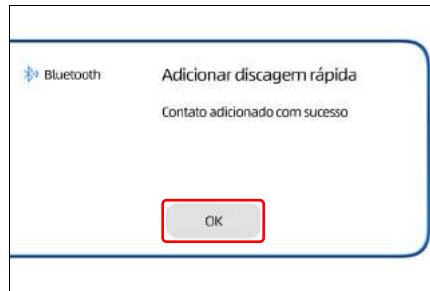 Bluetooth
Adicionar discagem rápida
Contato adicionado com sucesso
OK